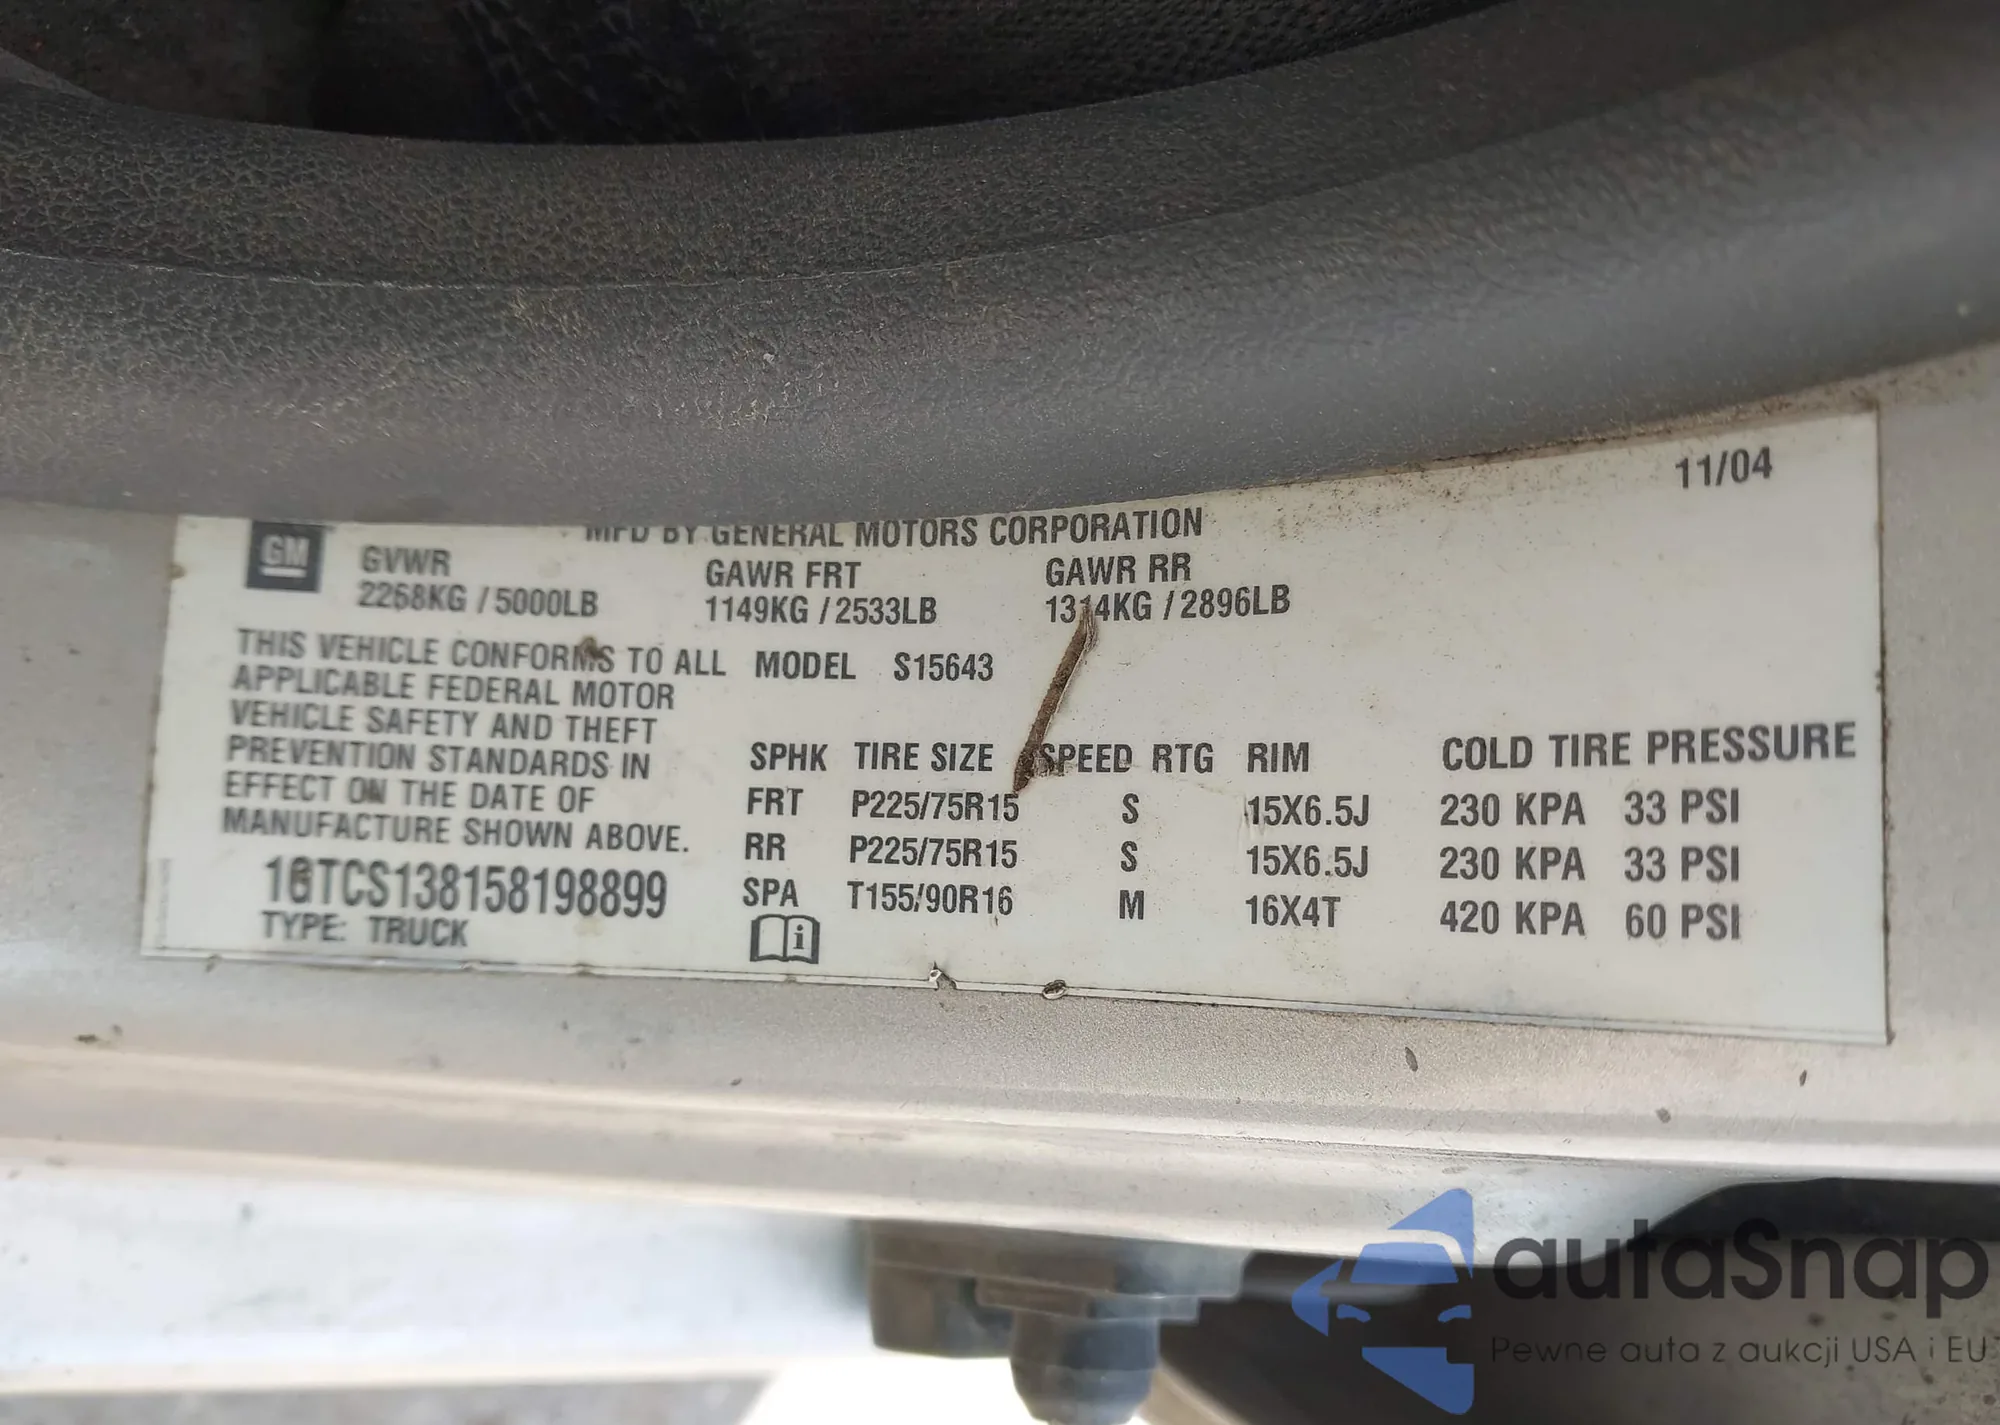 11/04
MFD BY GENERAL MOTORS CORPORATION
GM
GVWR GAWR FRT GAWR RR
2268KG / 5000LB 1149KG / 2533LB 1314KG / 2896LB
THIS VEHICLE CONFORMS TO ALL
APPLICABLE FEDERAL MOTOR
VEHICLE SAFETY AND THEFT
PREVENTION STANDARDS IN
EFFECT ON THE DATE OF
MANUFACTURE SHOWN ABOVE.
1GTCS138158198899
TYPE: TRUCK
MODEL S15643
SPHK TIRE SIZE SPEED RTG RIM COLD TIRE PRESSURE
FRT P225/75R15 S 15X6.5J 230 KPA 33 PSI
RR P225/75R15 S 15X6.5J 230 KPA 33 PSI
SPA T155/90R16 M 16X4T 420 KPA 60 PSI
i
autaSnap
Pewne auta z aukcji USA i EU